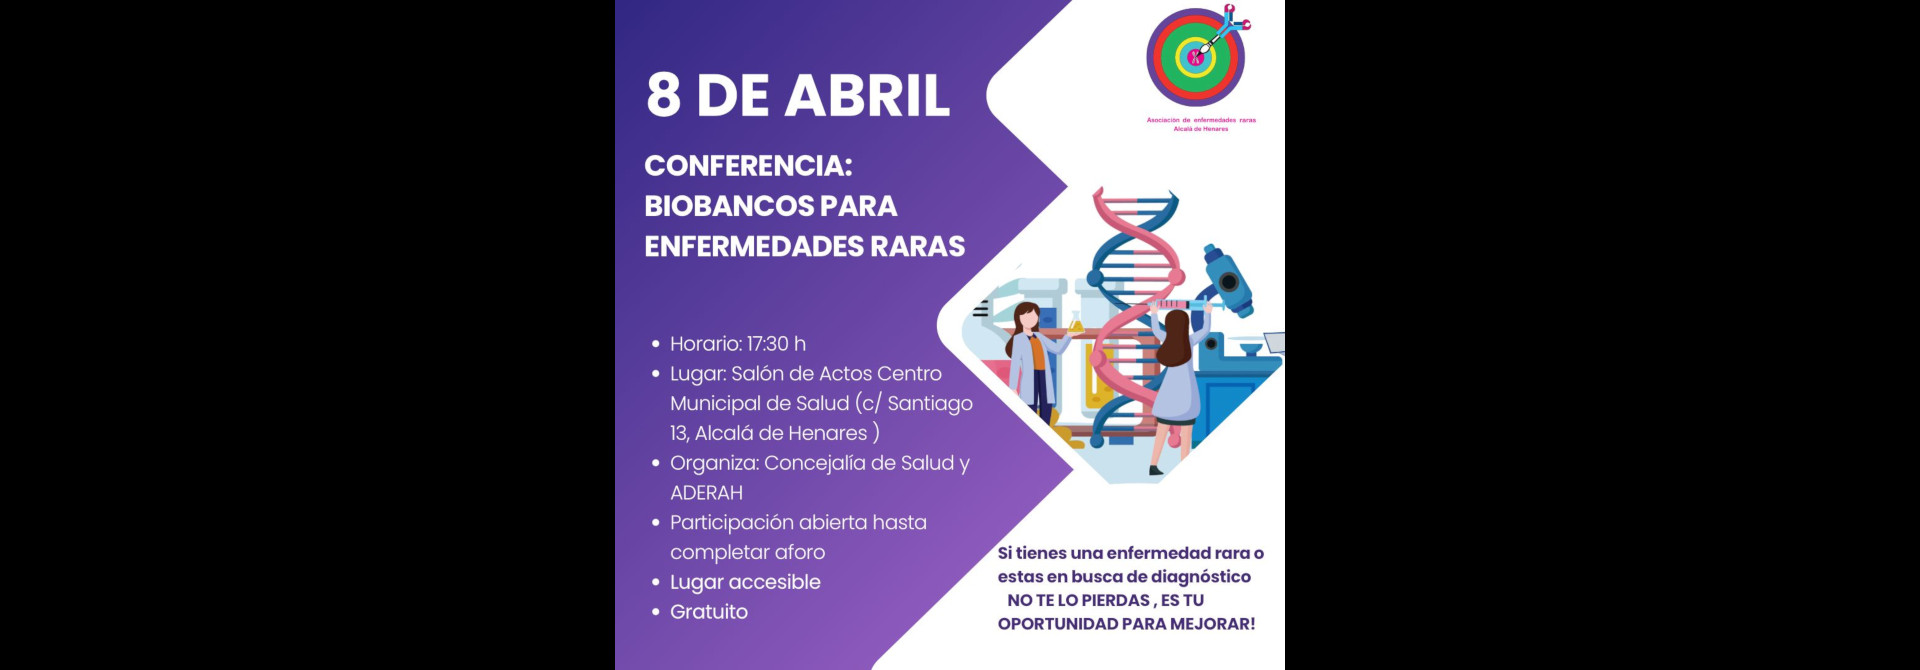 8 DE ABRIL
CONFERENCIA:
BIOBANCOS PARA
ENFERMEDADES RARAS
• Horario: 17:30 h
• Lugar: Salón de Actos Centro
Municipal de Salud (c/ Santiago
13, Alcalá de Henares )
• Organiza: Concejalía de Salud y
ADERAH
• Participación abierta hasta
completar aforo
• Lugar accesible
• Gratuito
Asociación de enfermedades raras
Alcalá de Henares
Si tienes una enfermedad rara o
estas en busca de diagnóstico
NO TE LO PIERDAS , ES TU
OPORTUNIDAD PARA MEJORAR!